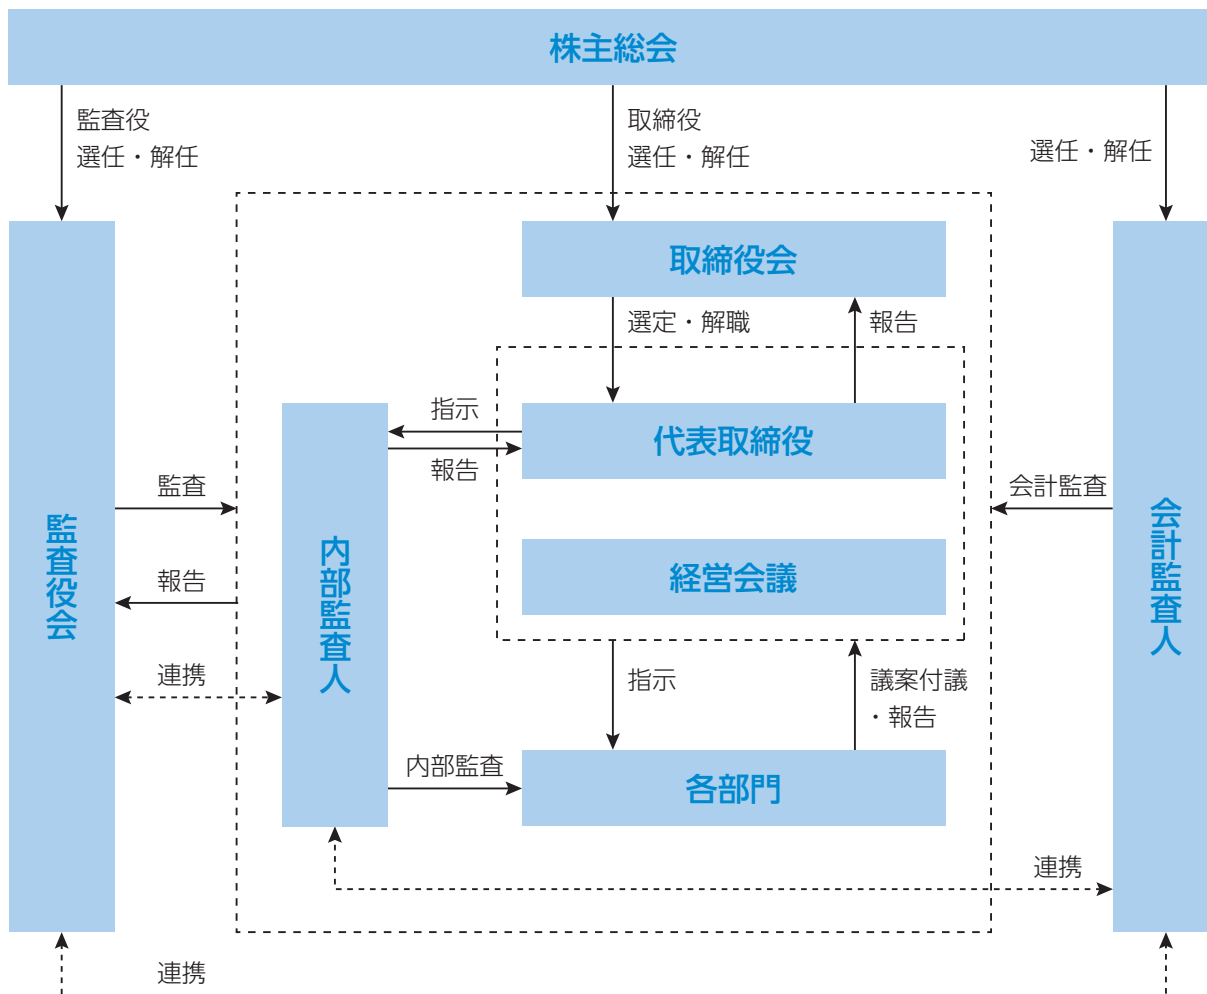 株主総会
監査役
選任・解任
取締役
選任・解任
選任・解任
取締役会
選定・解職
報告
指示
報告
代表取締役
監査
会計監査
監査役会
内部監査人
会計監査人
経営会議
報告
連携
指示
議案付議
・報告
内部監査
各部門
連携
連携